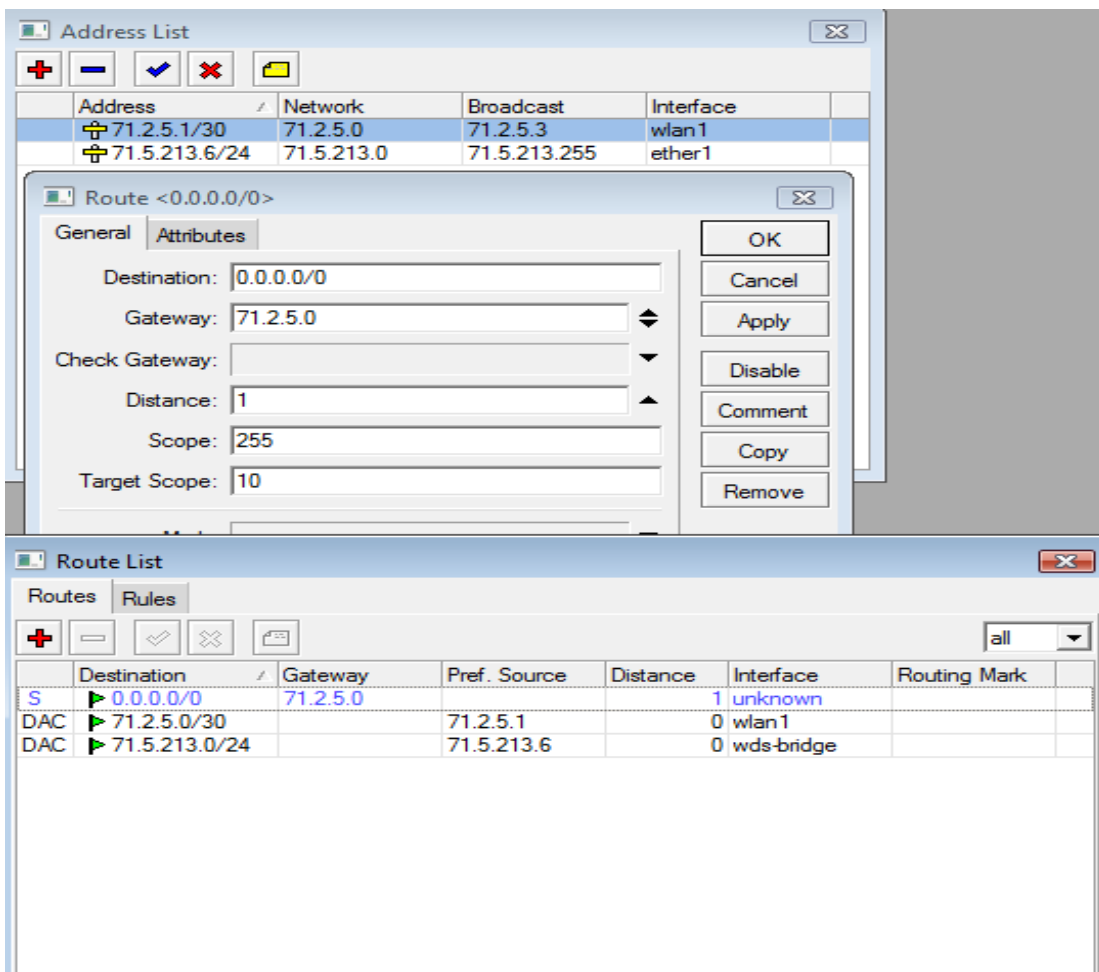 Address List
Address Network Broadcast Interface
71.2.5.1/30 71.2.5.0 71.2.5.3 wlan1
71.5.213.6/24 71.5.213.0 71.5.213.255 ether1
Route <0.0.0.0/0>
General Attributes
OK
Destination: 0.0.0.0/0
Cancel
Gateway: 71.2.5.0
Apply
Check Gateway:
Disable
Distance: 1
Comment
Scope: 255
Copy
Target Scope: 10
Remove
Route List
Routes Rules
all
Destination Gateway Pref. Source Distance Interface Routing Mark
S 0.0.0.0/0 71.2.5.0 1 unknown
DAC 71.2.5.0/30 71.2.5.1 0 wlan1
DAC 71.5.213.0/24 71.5.213.6 0 wds-bridge